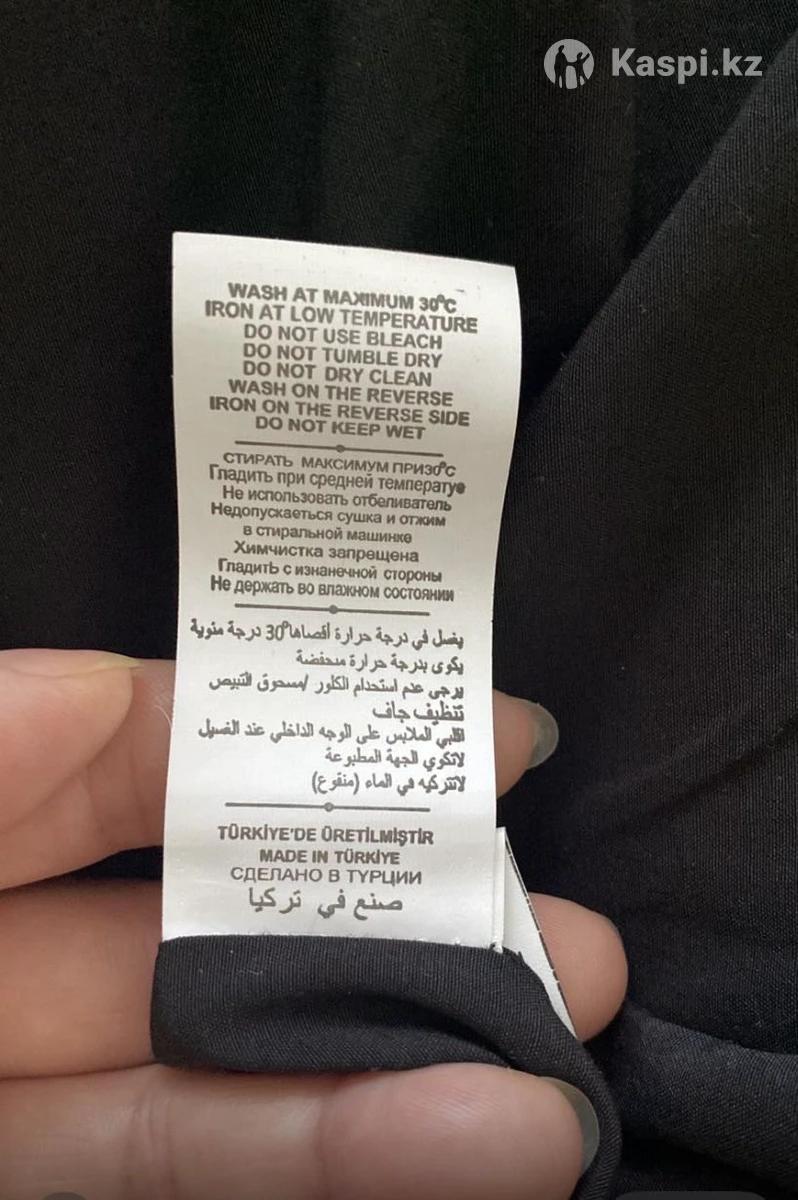 Kaspi.kz
WASH AT MAXIMUM 30°C
IRON AT LOW TEMPERATURE
DO NOT USE BLEACH
DO NOT TUMBLE DRY
DO NOT DRY CLEAN
WASH ON THE REVERSE
IRON ON THE REVERSE SIDE
DO NOT KEEP WET
СТИРАТЬ МАКСИМУМ ПРИ30°C
Гладить при средней температуе
Не использовать отбеливатель
Недопускаеться сушка и отжим
в стиральной машинке
Химчистка запрещена
Гладить с изнанечной стороны
Не держать во влажном состоянии
يغسل في درجة حرارة أقصاها 30° درجة مئوية
يكوى بدرجة حرارة منخفضة
يرجى عدم استخدام الكلور /مسحوق التبيص
تنظيف جاف
اقلبي الملابس على الوجه الداخلي عند الغسيل
لاتكوي الجهة المطبوعة
لاتتركيه في الماء (منقوع)
TÜRKİYE'DE ÜRETİLMİŞTİR
MADE IN TÜRKİYE
СДЕЛАНО В ТУРЦИИ
صنع في تركيا